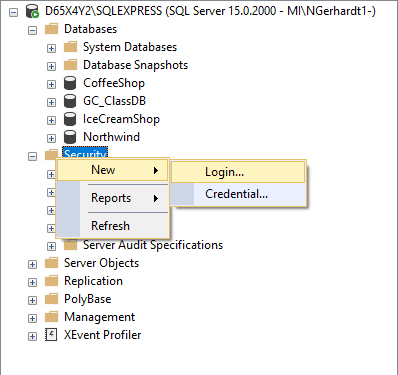 D65X4Y2\SQLEXPRESS (SQL Server 15.0.2000 - MI\NGerhardt1-)
Databases
System Databases
Database Snapshots
CoffeeShop
GC_ClassDB
IceCreamShop
Northwind
Security
New
Login...
Credential...
Reports
Refresh
Server Audit Specifications
Server Objects
Replication
PolyBase
Management
XEvent Profiler